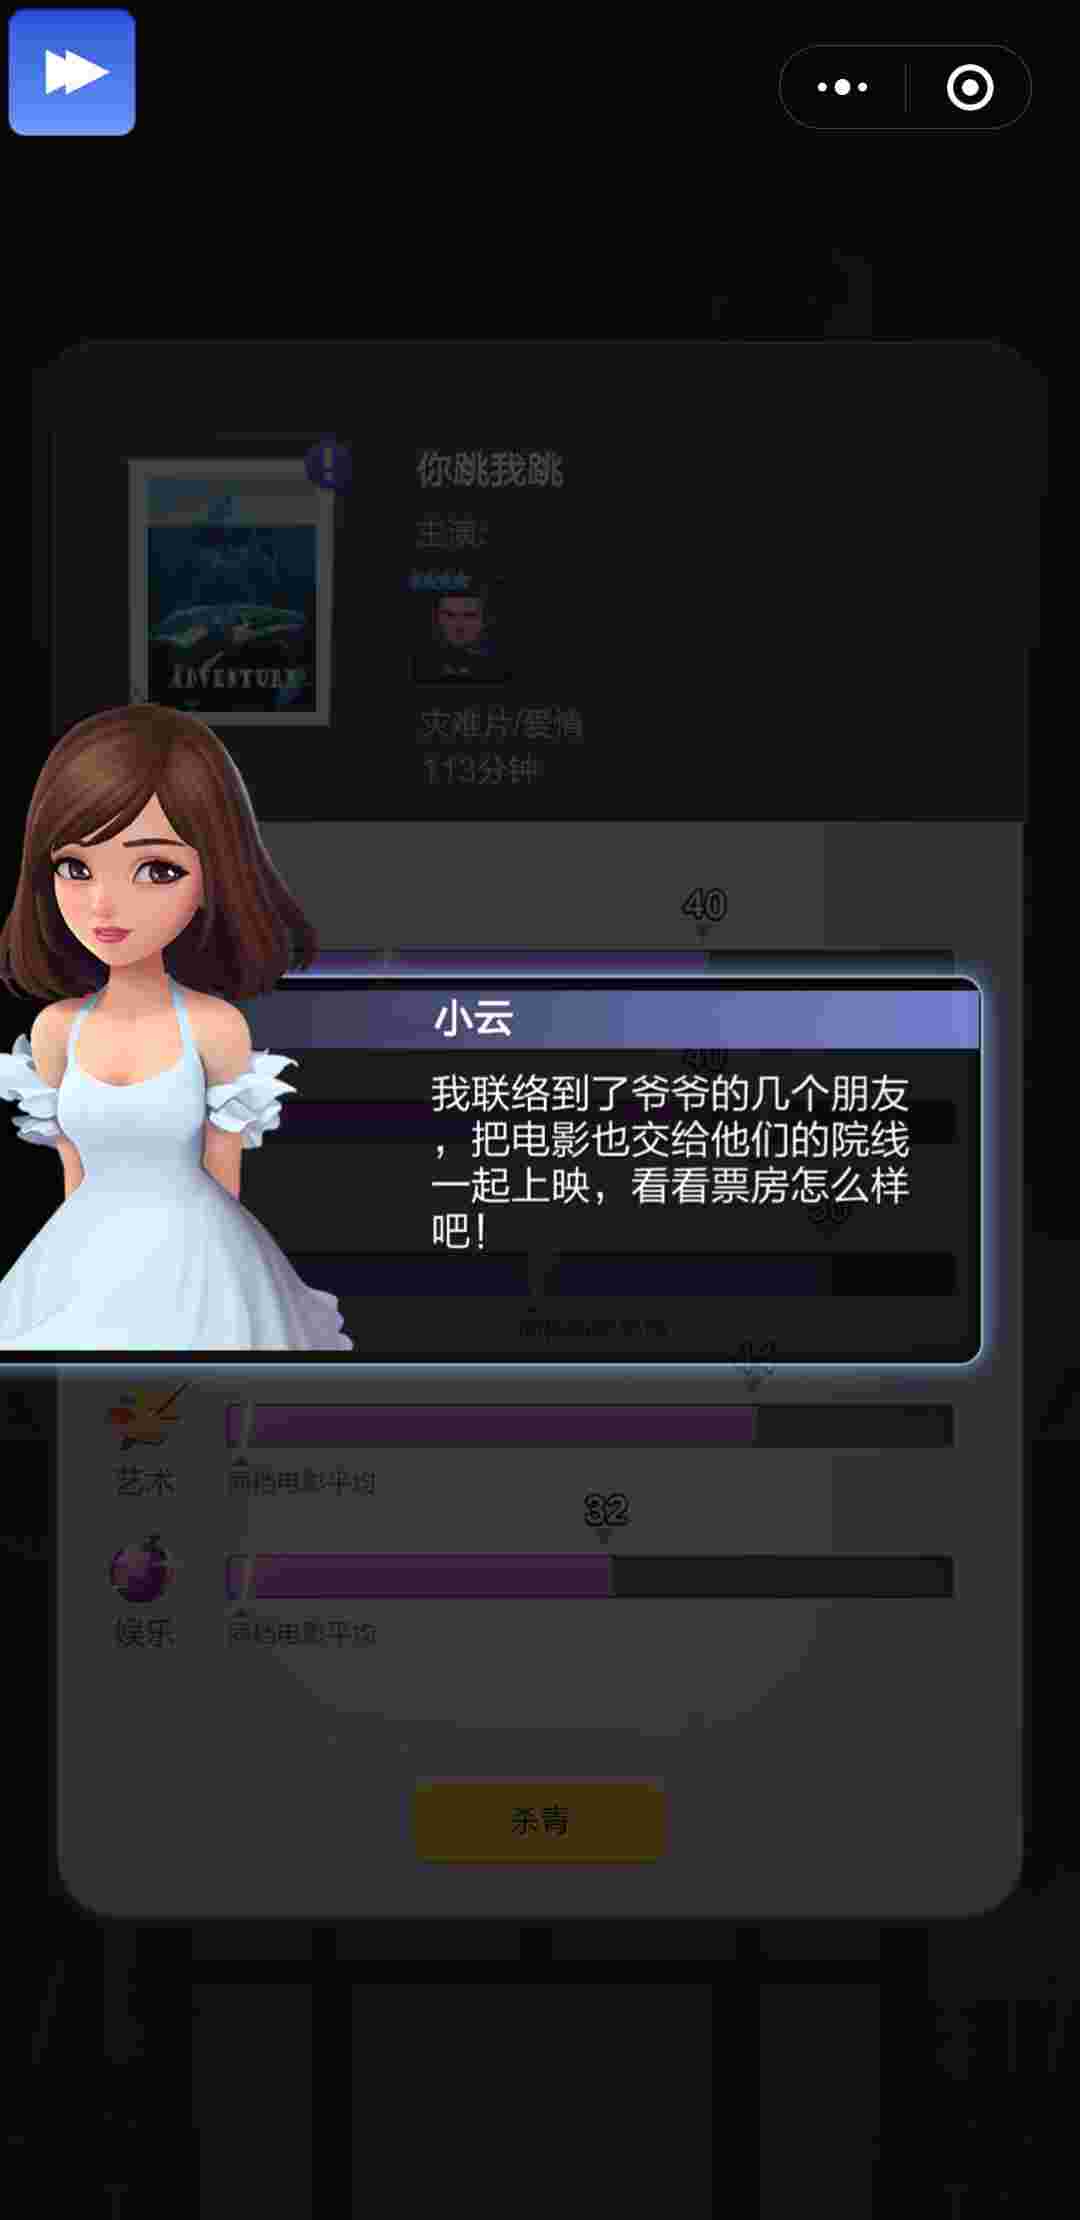 你跳我跳
主演:
ADVESTURE
灾难片/爱情
113分钟
40
小云
40
我联络到了爷爷的几个朋友
，把电影也交给他们的院线
一起上映，看看票房怎么样
吧！
44
艺术
同档电影平均
32
娱乐
同档电影平均
杀青